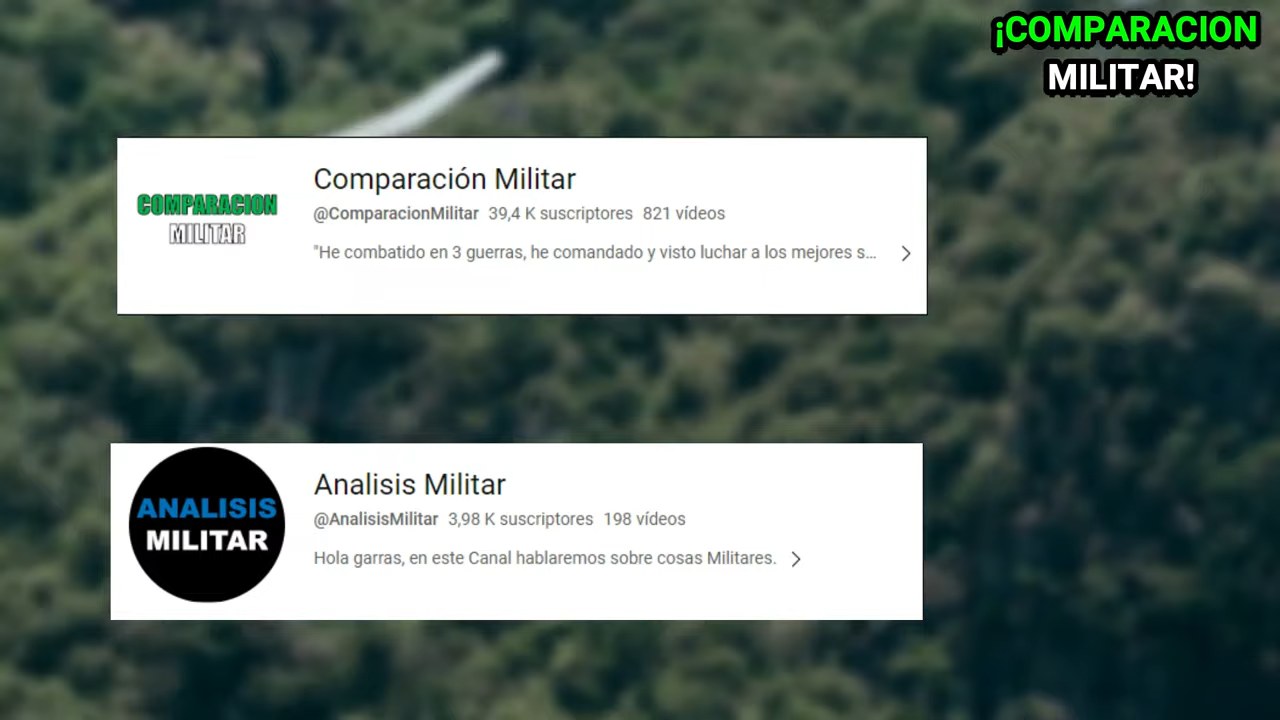 ¡COMPARACION
MILITAR!
COMPARACION
MILITAR
Comparación Militar
@ComparacionMilitar 39,4 K suscriptores 821 vídeos
"He combatido en 3 guerras, he comandado y visto luchar a los mejores s...
ANALISIS
MILITAR
Analisis Militar
@AnalisisMilitar 3,98 K suscriptores 198 vídeos
Hola garras, en este Canal hablaremos sobre cosas Militares.